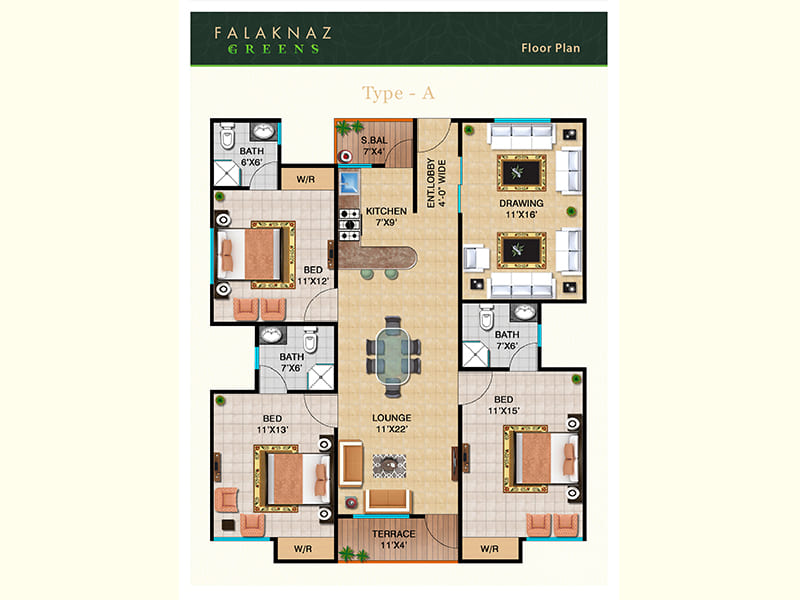 FALAKNAZ
GREENS
Floor Plan
Type - A
BATH
6'X6'
W/R
S.BAL
7'X4'
ENT.LOBBY
4'-0" WIDE
KITCHEN
7'X9'
DRAWING
11'X16'
BED
11'X12'
BATH
7'X6'
BATH
7'X6'
BED
11'X13'
LOUNGE
11'X22'
BED
11'X15'
TERRACE
11'X4'
W/R
W/R